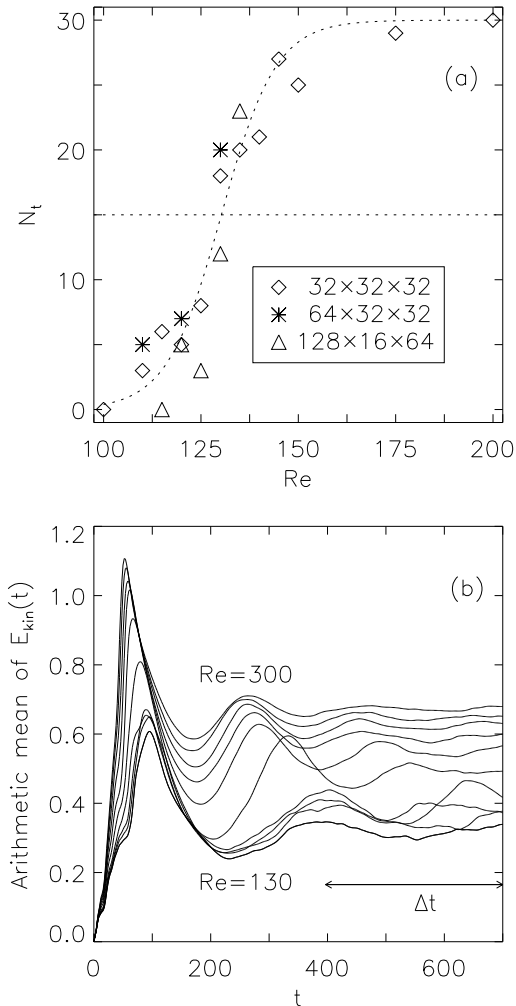 30
20
10
0
N_t
(a)
32×32×32
64×32×32
128×16×64
100 125 150 175 200
Re
1.2
1.0
0.8
0.6
0.4
0.2
0.0
Arithmetic mean of E_kin(t)
(b)
Re=300
Re=130
Δt
0 200 400 600
t